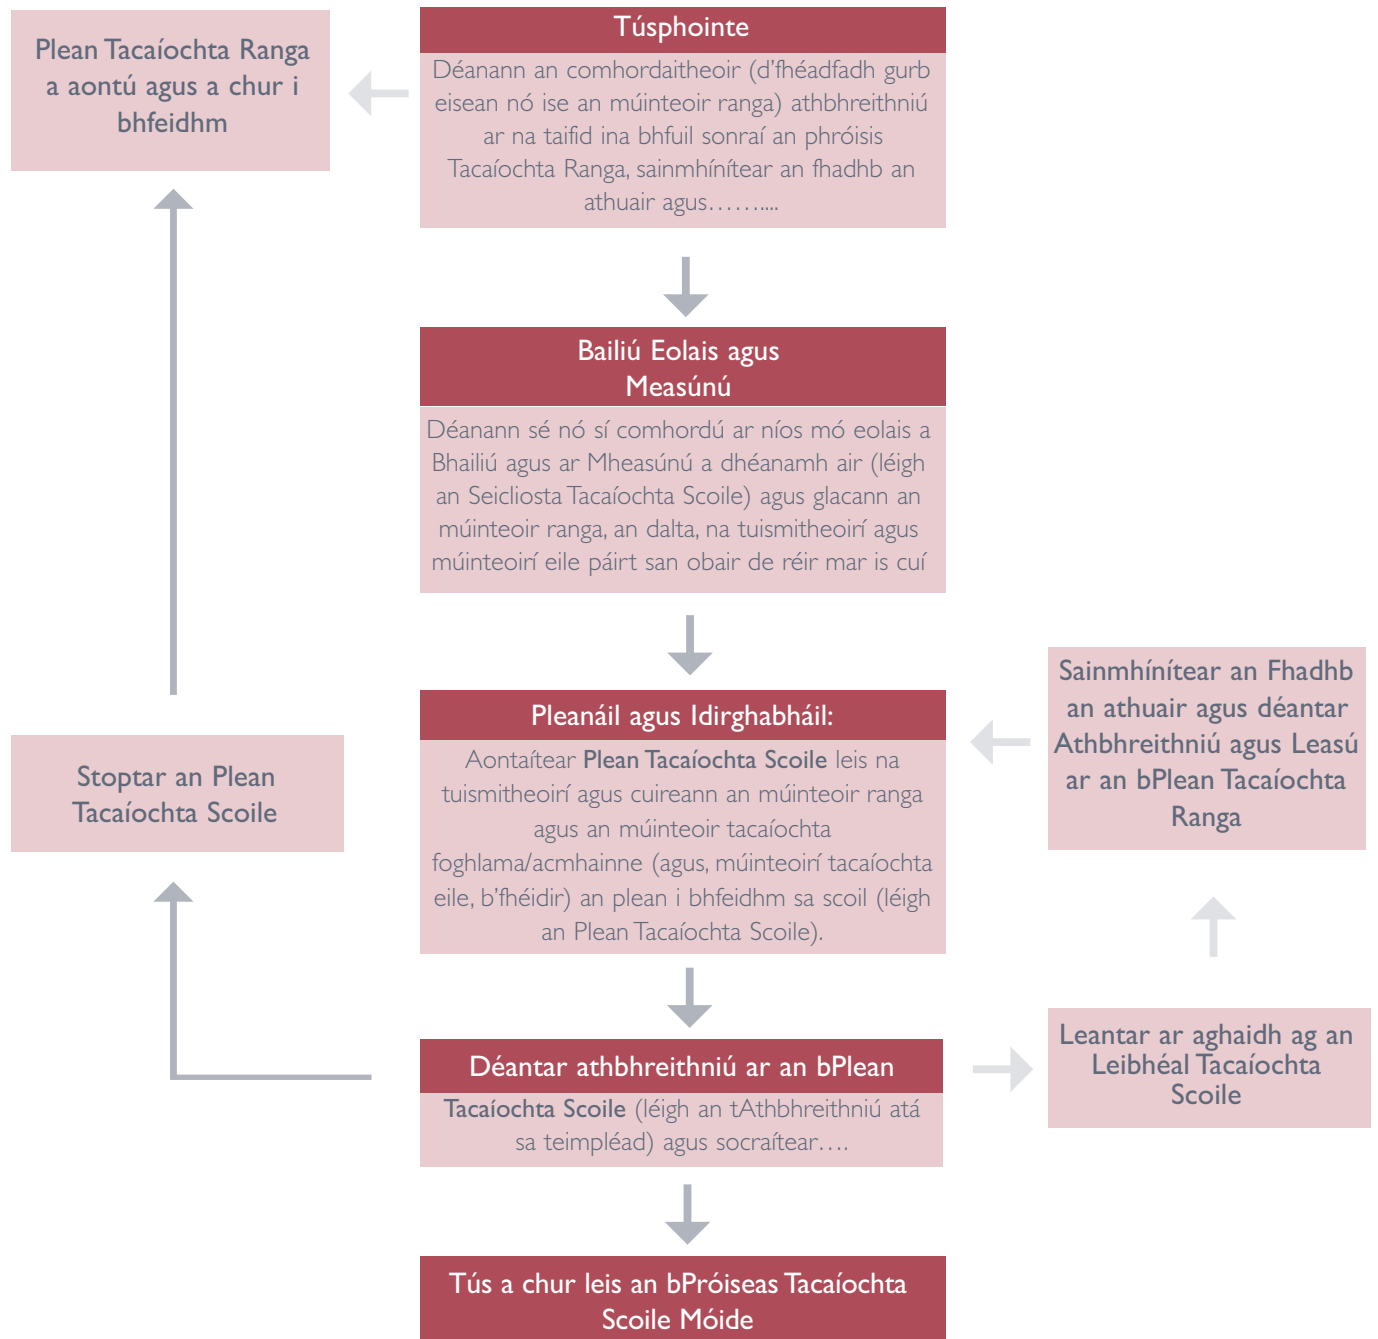 Plean Tacaíochta Ranga
a aontú agus a chur i
bhfeidhm
Túsphointe
Déanann an comhordaitheoir (d'fhéadfadh gurb
eisean nó ise an múinteoir ranga) athbhreithniú
ar na taifid ina bhfuil sonraí an phróisis
Tacaíochta Ranga, sainmhínítear an fhadhb an
athuair agus……....
Bailiú Eolais agus
Measúnú
Déanann sé nó sí comhordú ar níos mó eolais a
Bhailiú agus ar Mheasúnú a dhéanamh air (léigh
an Seicliosta Tacaíochta Scoile) agus glacann an
múinteoir ranga, an dalta, na tuismitheoirí agus
múinteoirí eile páirt san obair de réir mar is cuí
Pleanáil agus Idirghabháil:
Aontaítear Plean Tacaíochta Scoile leis na
tuismitheoirí agus cuireann an múinteoir ranga
agus an múinteoir tacaíochta
foghlama/acmhainne (agus, múinteoirí tacaíochta
eile, b'fhéidir) an plean i bhfeidhm sa scoil (léigh
an Plean Tacaíochta Scoile).
Sainmhínítear an Fhadhb
an athuair agus déantar
Athbhreithniú agus Leasú
ar an bPlean Tacaíochta
Ranga
Stoptar an Plean
Tacaíochta Scoile
Déantar athbhreithniú ar an bPlean
Tacaíochta Scoile (léigh an tAthbhreithniú atá
sa teimpléad) agus socraítear….
Leantar ar aghaidh ag an
Leibhéal Tacaíochta
Scoile
Tús a chur leis an bPróiseas Tacaíochta
Scoile Móide